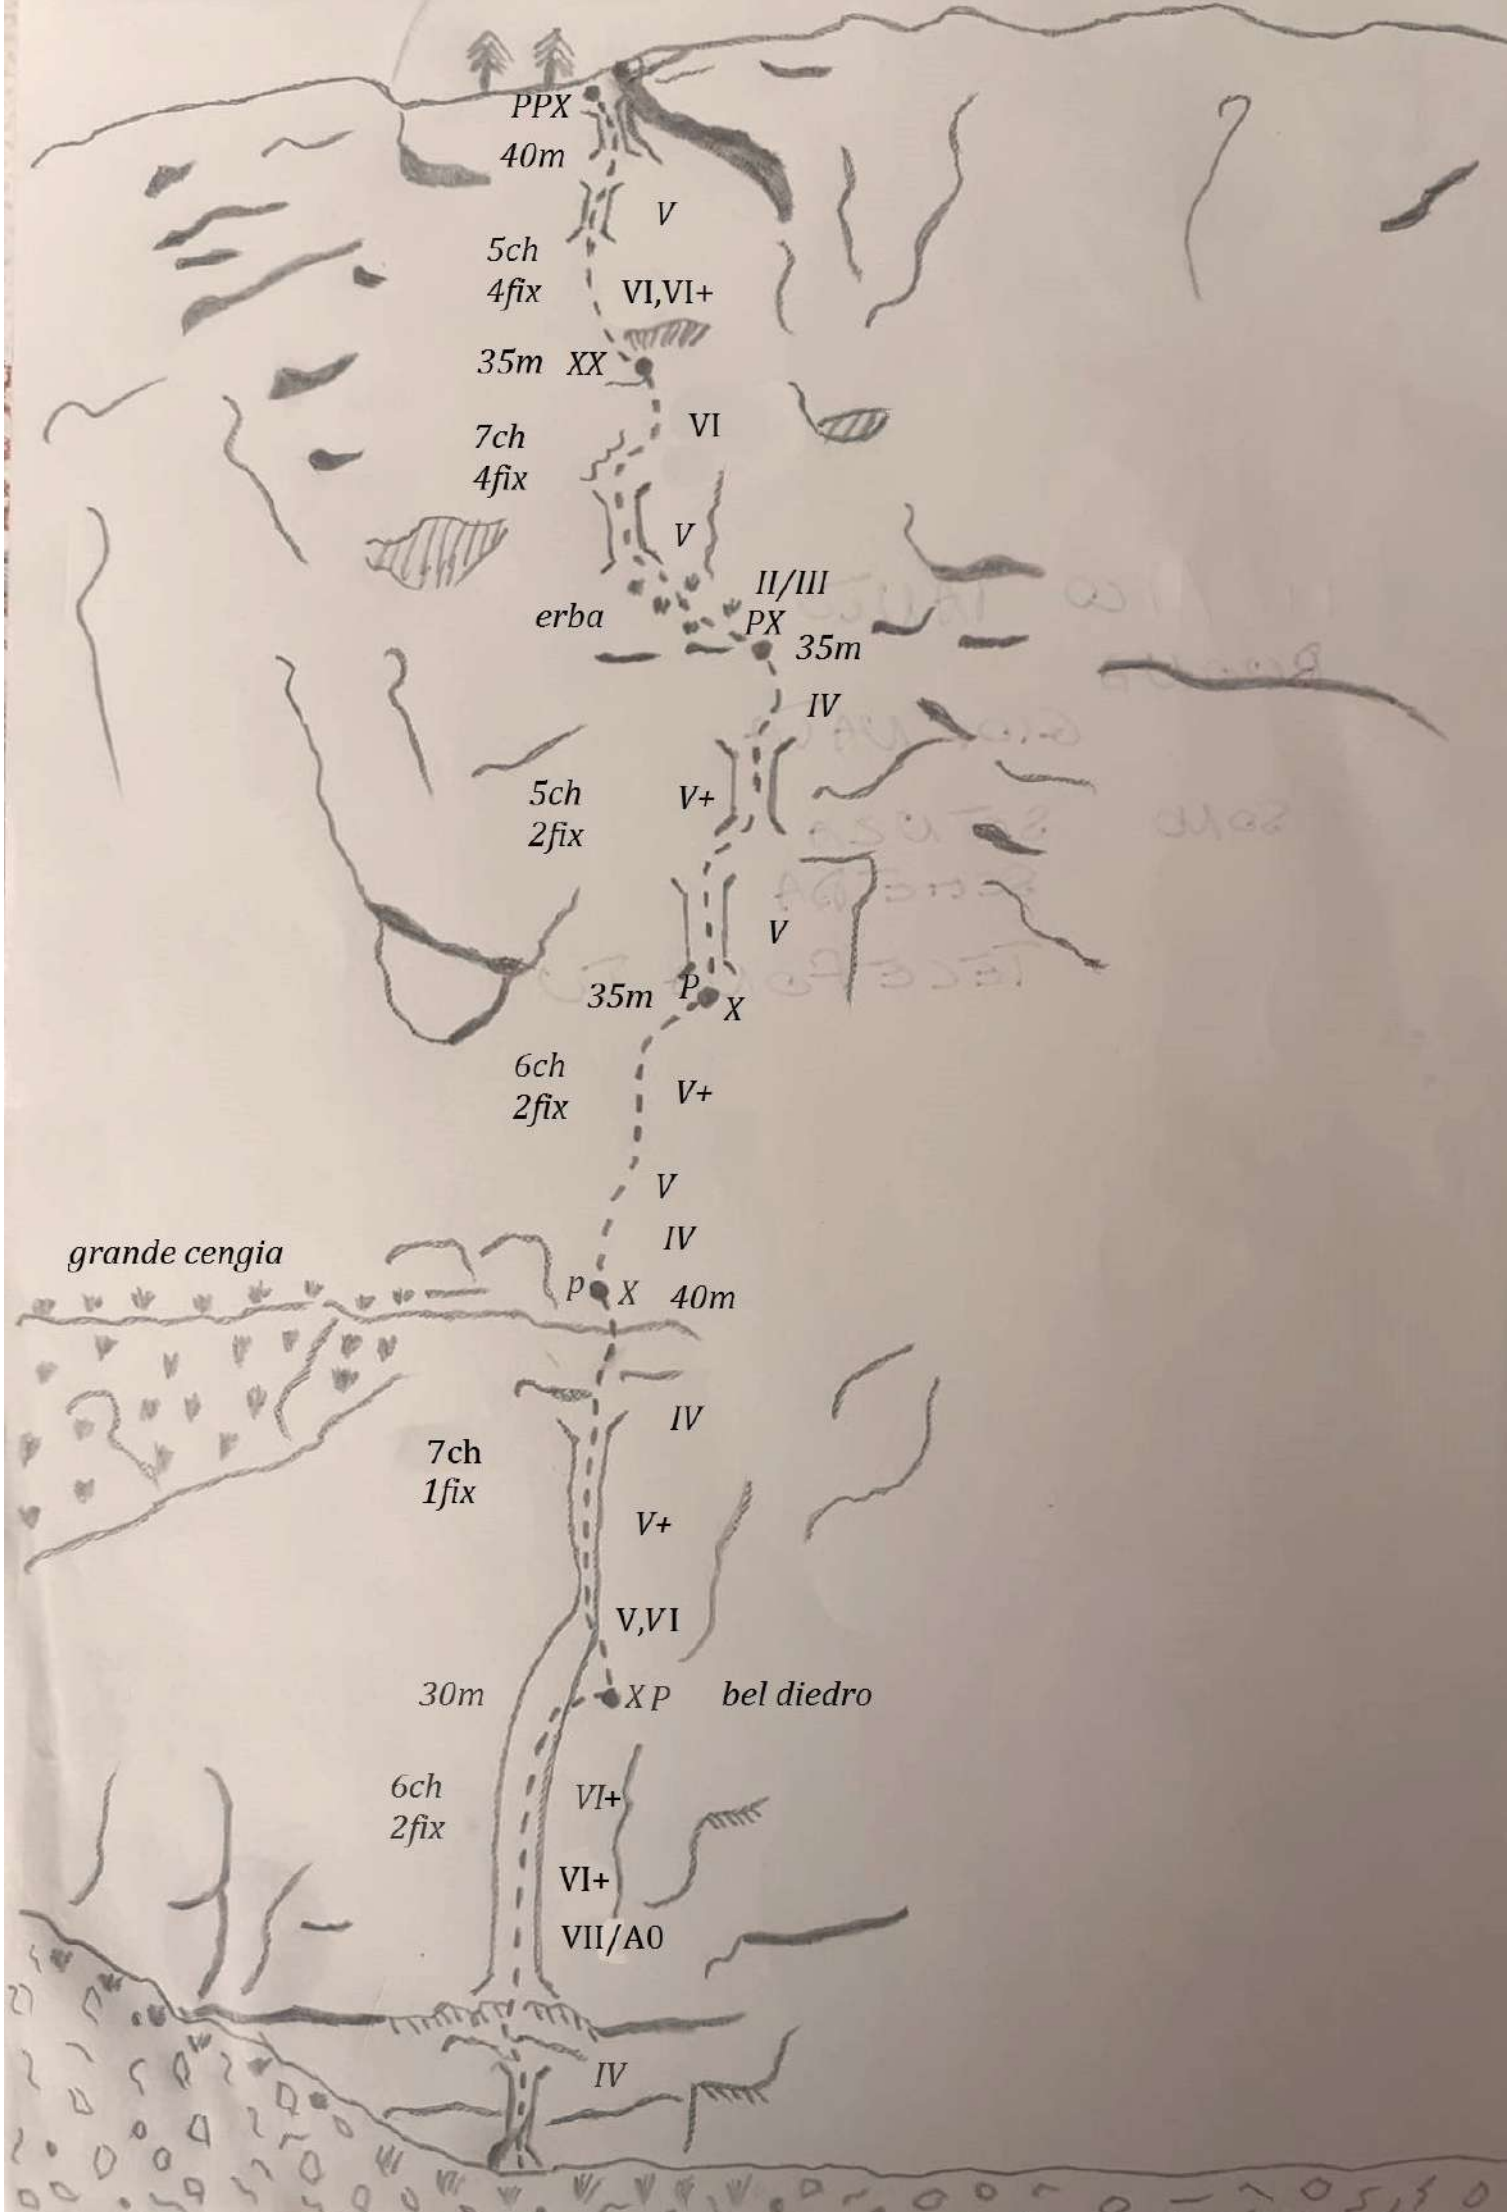 PPX
40m
V
5ch
4fix
VI,VI+
35m XX
VI
7ch
4fix
V
II/III
erba
PX
35m
IV
5ch
V+
2fix
V
35m P X
6ch
2fix
V+
V
IV
grande cengia
p X 40m
IV
7ch
1fix
V+
V,VI
30m
XP bel diedro
6ch
2fix
VI+
VI+
VII/A0
IV